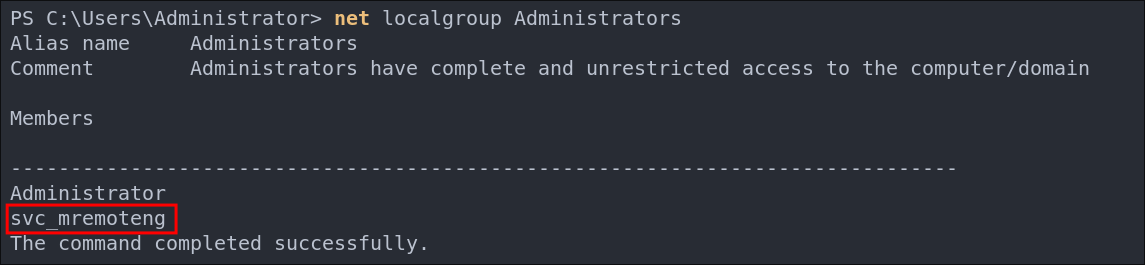 PS C:\Users\Administrator> net localgroup Administrators
Alias name     Administrators
Comment        Administrators have complete and unrestricted access to the computer/domain
Members
-------------------------------------------------------------------------------
Administrator
svc_mremoteng
The command completed successfully.